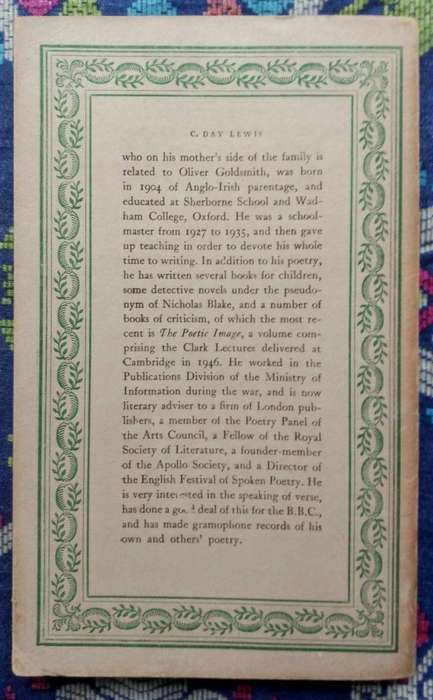 C. DAY LEWIS
who on his mother's side of the family is
related to Oliver Goldsmith, was born
in 1904 of Anglo-Irish parentage, and
educated at Sherborne School and Wad-
ham College, Oxford. He was a school-
master from 1927 to 1935, and then gave
up teaching in order to devote his whole
time to writing. In addition to his poetry,
he has written several books for children,
some detective novels under the pseudo-
nym of Nicholas Blake, and a number of
books of criticism, of which the most re-
cent is The Poetic Image, a volume com-
prising the Clark Lectures delivered at
Cambridge in 1946. He worked in the
Publications Division of the Ministry of
Information during the war, and is now
literary adviser to a firm of London pub-
lishers, a member of the Poetry Panel of
the Arts Council, a Fellow of the Royal
Society of Literature, a founder-member
of the Apollo Society, and a Director of
the English Festival of Spoken Poetry. He
is very interested in the speaking of verse,
has done a good deal of this for the B.B.C.,
and has made gramophone records of his
own and others' poetry.